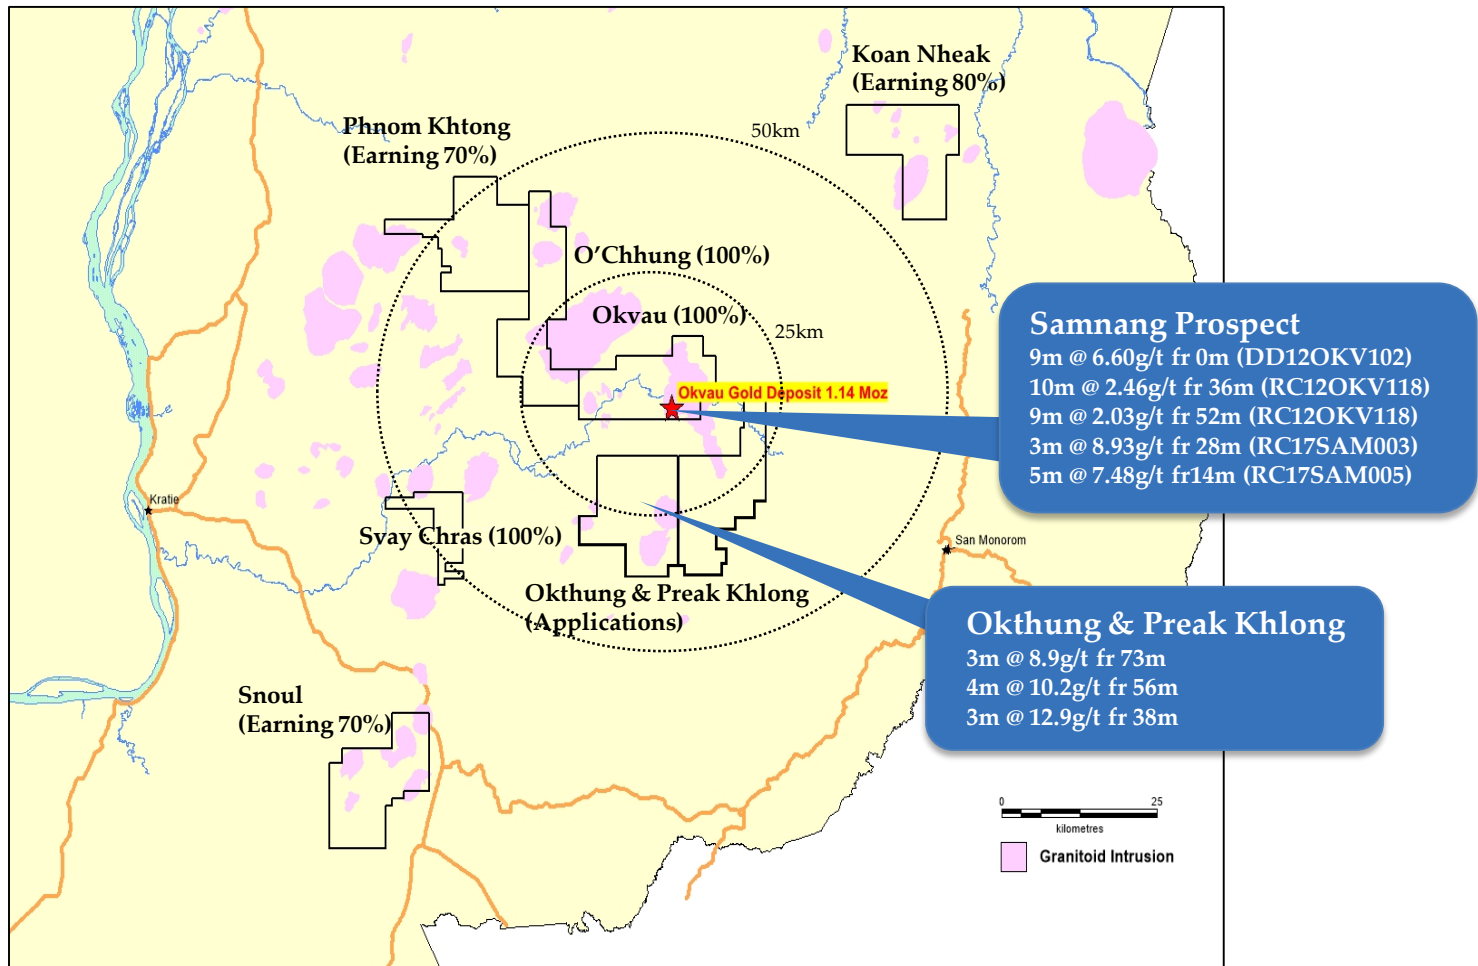 Koan Nheak
(Earning 80%)
50km
Phnom Khtong
(Earning 70%)
O'Chhung (100%)
Okvau (100%)
25km
Okvau Gold Deposit 1.14 Moz
Samnang Prospect
9m @ 6.60g/t fr 0m (DD12OKV102)
10m @ 2.46g/t fr 36m (RC12OKV118)
9m @ 2.03g/t fr 52m (RC12OKV118)
3m @ 8.93g/t fr 28m (RC17SAM003)
5m @ 7.48g/t fr14m (RC17SAM005)
Kratie
Svay Chras (100%)
San Monorom
Okthung & Preak Khlong
(Applications)
Okthung & Preak Khlong
3m @ 8.9g/t fr 73m
4m @ 10.2g/t fr 56m
3m @ 12.9g/t fr 38m
Snoul
(Earning 70%)
0 25
kilometres
Granitoid Intrusion